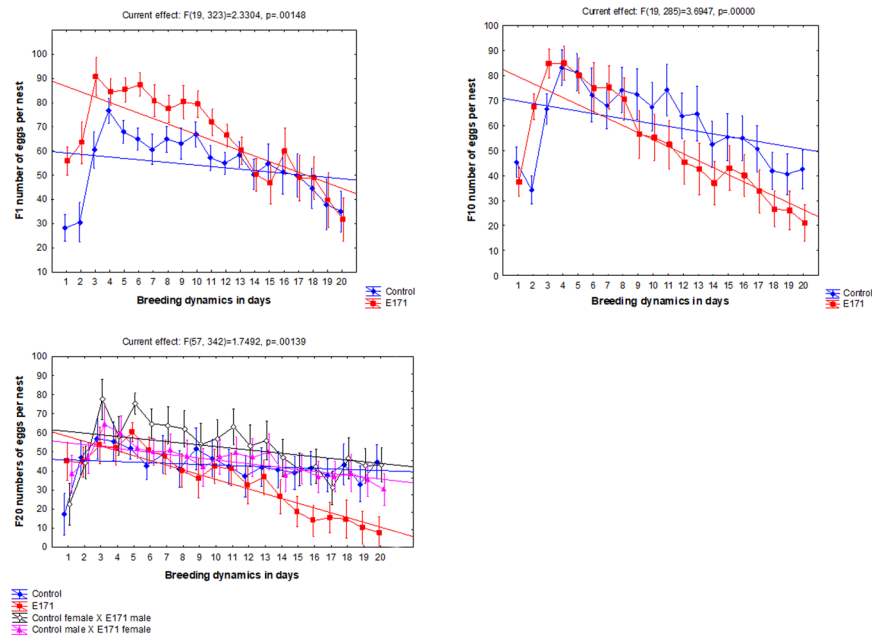 Current effect: F(19, 323)=2.3304, p=.00148
F1 number of eggs per nest
100
90
80
70
60
50
40
30
20
10
1 2 3 4 5 6 7 8 9 10 11 12 13 14 15 16 17 18 19 20
Breeding dynamics in days
Control
E171
Current effect: F(19, 285)=3.6947, p=.00000
F10 number of eggs per nest
100
90
80
70
60
50
40
30
20
10
0
1 2 3 4 5 6 7 8 9 10 11 12 13 14 15 16 17 18 19 20
Breeding dynamics in days
Control
E171
Current effect: F(57, 342)=1.7492, p=.00139
F20 numbers of eggs per nest
100
90
80
70
60
50
40
30
20
10
0
1 2 3 4 5 6 7 8 9 10 11 12 13 14 15 16 17 18 19 20
Breeding dynamics in days
Control
E171
Control female X E171 male
Control male X E171 female